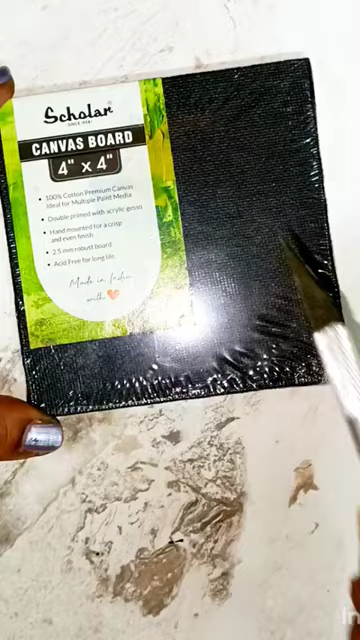 Scholar
CANVAS BOARD
4" x 4"
• 100% Cotton Premium Canvas
Ideal for Multiple Paint Media
• Double primed with acrylic gesso
• Hand mounted for a crisp
and even finish
• 2.5 mm robust board
• Acid Free for long life
Made in India
with ❤
In